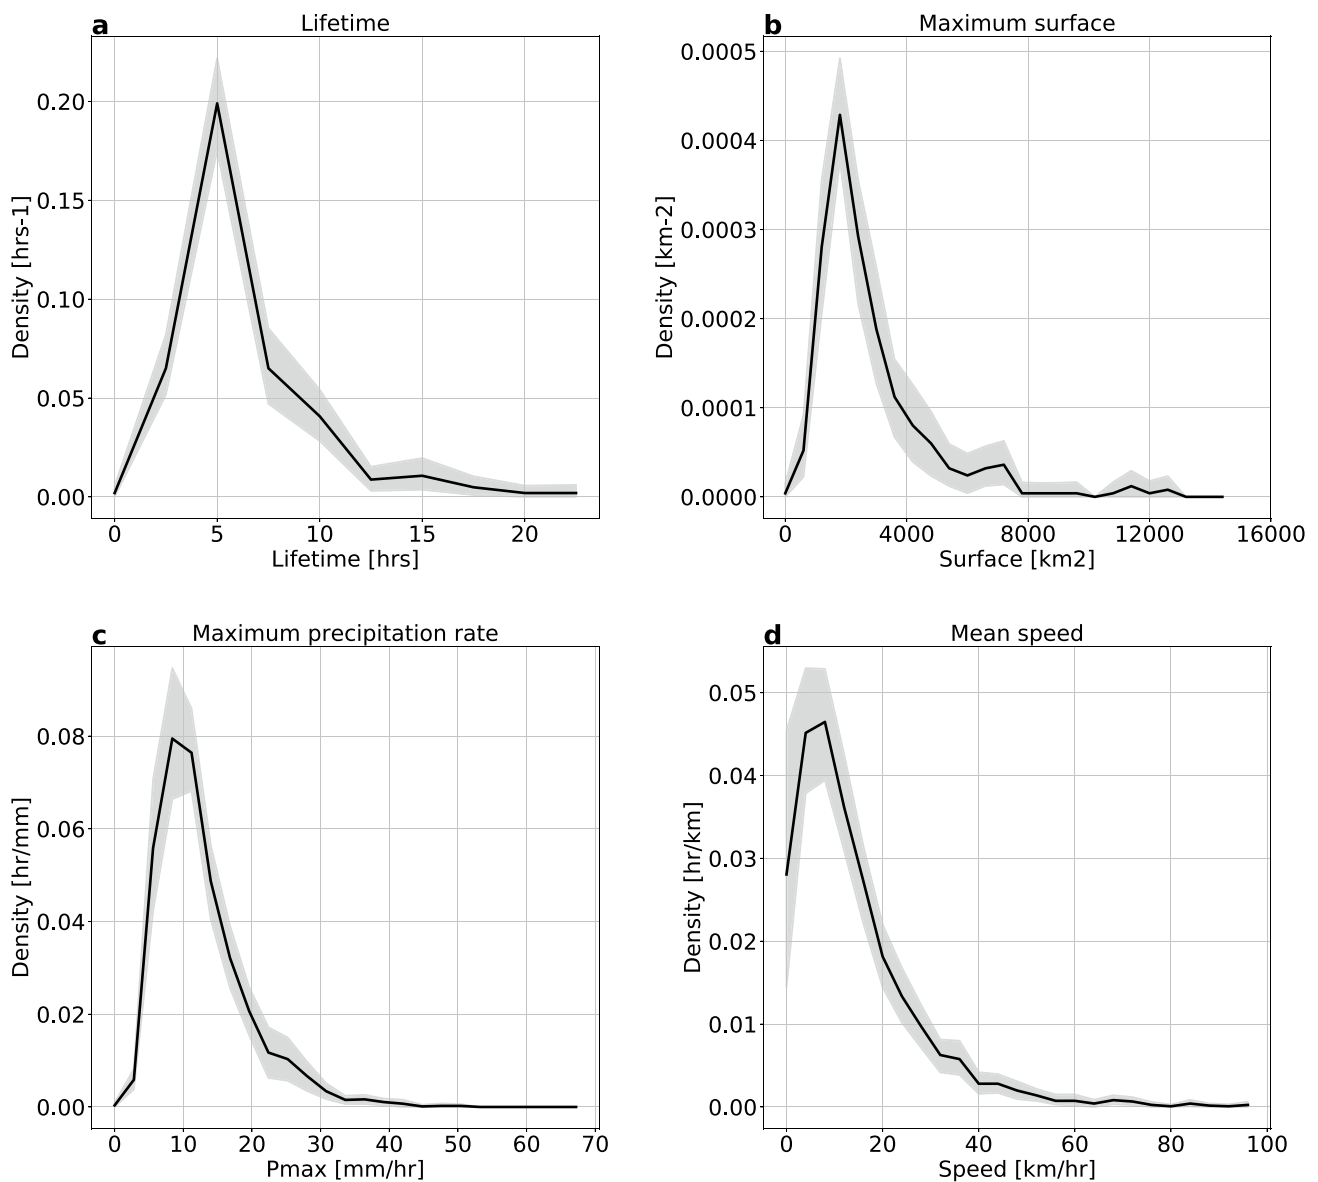 a Lifetime
0.20
0.15
0.10
0.05
0.00
Density [hrs-1]
0 5 10 15 20
Lifetime [hrs]
b Maximum surface
0.0005
0.0004
0.0003
0.0002
0.0001
0.0000
Density [km-2]
0 4000 8000 12000 16000
Surface [km2]
c Maximum precipitation rate
0.08
0.06
0.04
0.02
0.00
Density [hr/mm]
0 10 20 30 40 50 60 70
Pmax [mm/hr]
d Mean speed
0.05
0.04
0.03
0.02
0.01
0.00
Density [hr/km]
0 20 40 60 80 100
Speed [km/hr]